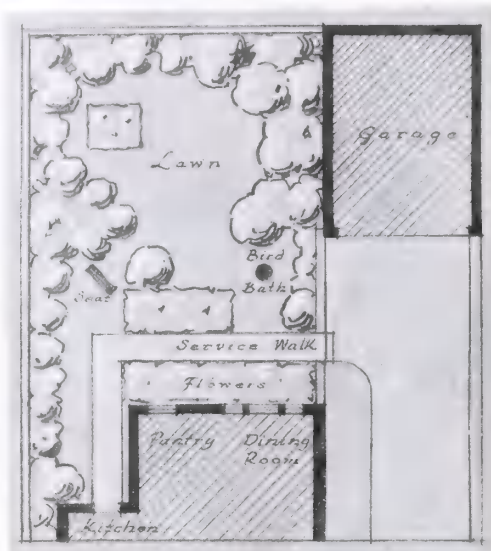 Garage
Lawn
Bird
Bath
Seat
Service Walk
Flowers
Pantry
Dining
Room
Kitchen